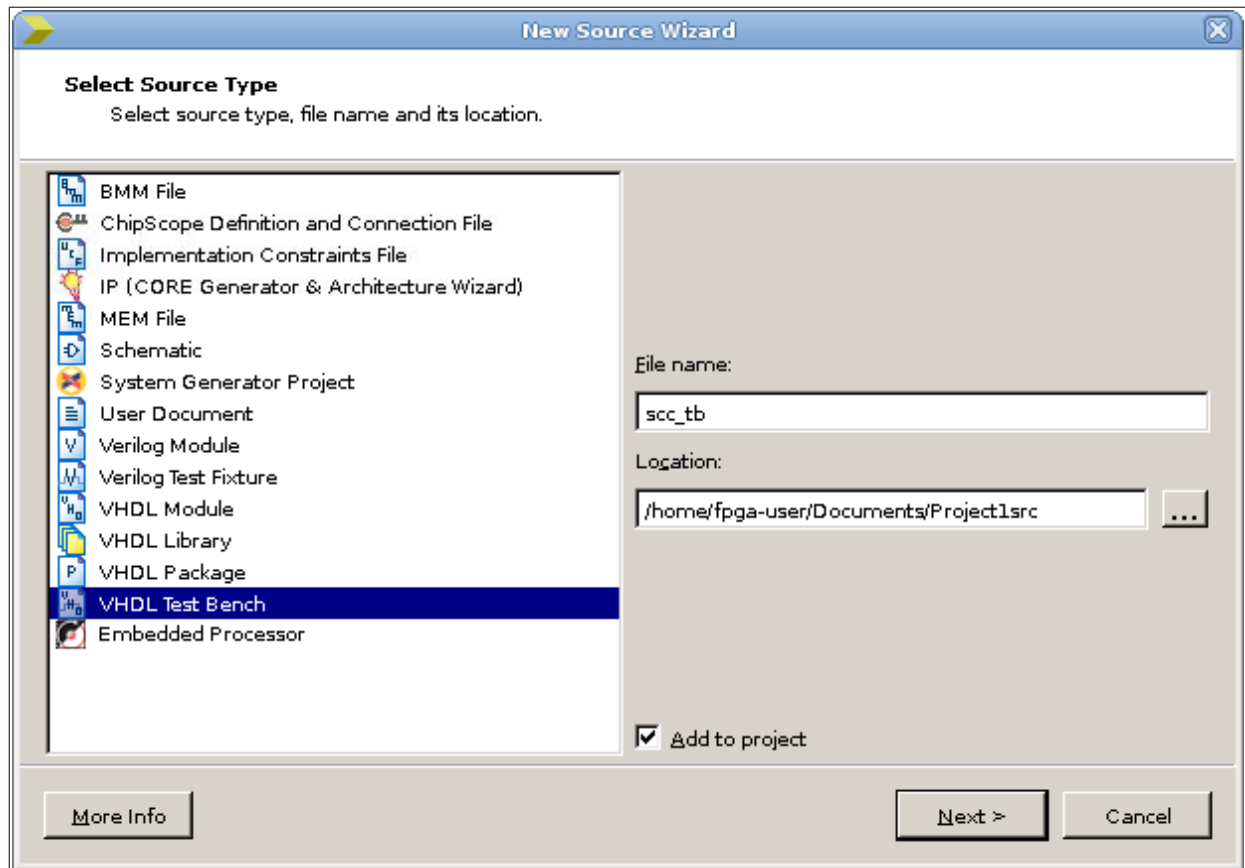 New Source Wizard
Select Source Type
Select source type, file name and its location.
BMM File
ChipScope Definition and Connection File
Implementation Constraints File
IP (CORE Generator & Architecture Wizard)
MEM File
Schematic
System Generator Project
User Document
Verilog Module
Verilog Test Fixture
VHDL Module
VHDL Library
VHDL Package
VHDL Test Bench
Embedded Processor
File name:
scc_tb
Location:
/home/fpga-user/Documents/Project1src
...
Add to project
More Info
Next >
Cancel